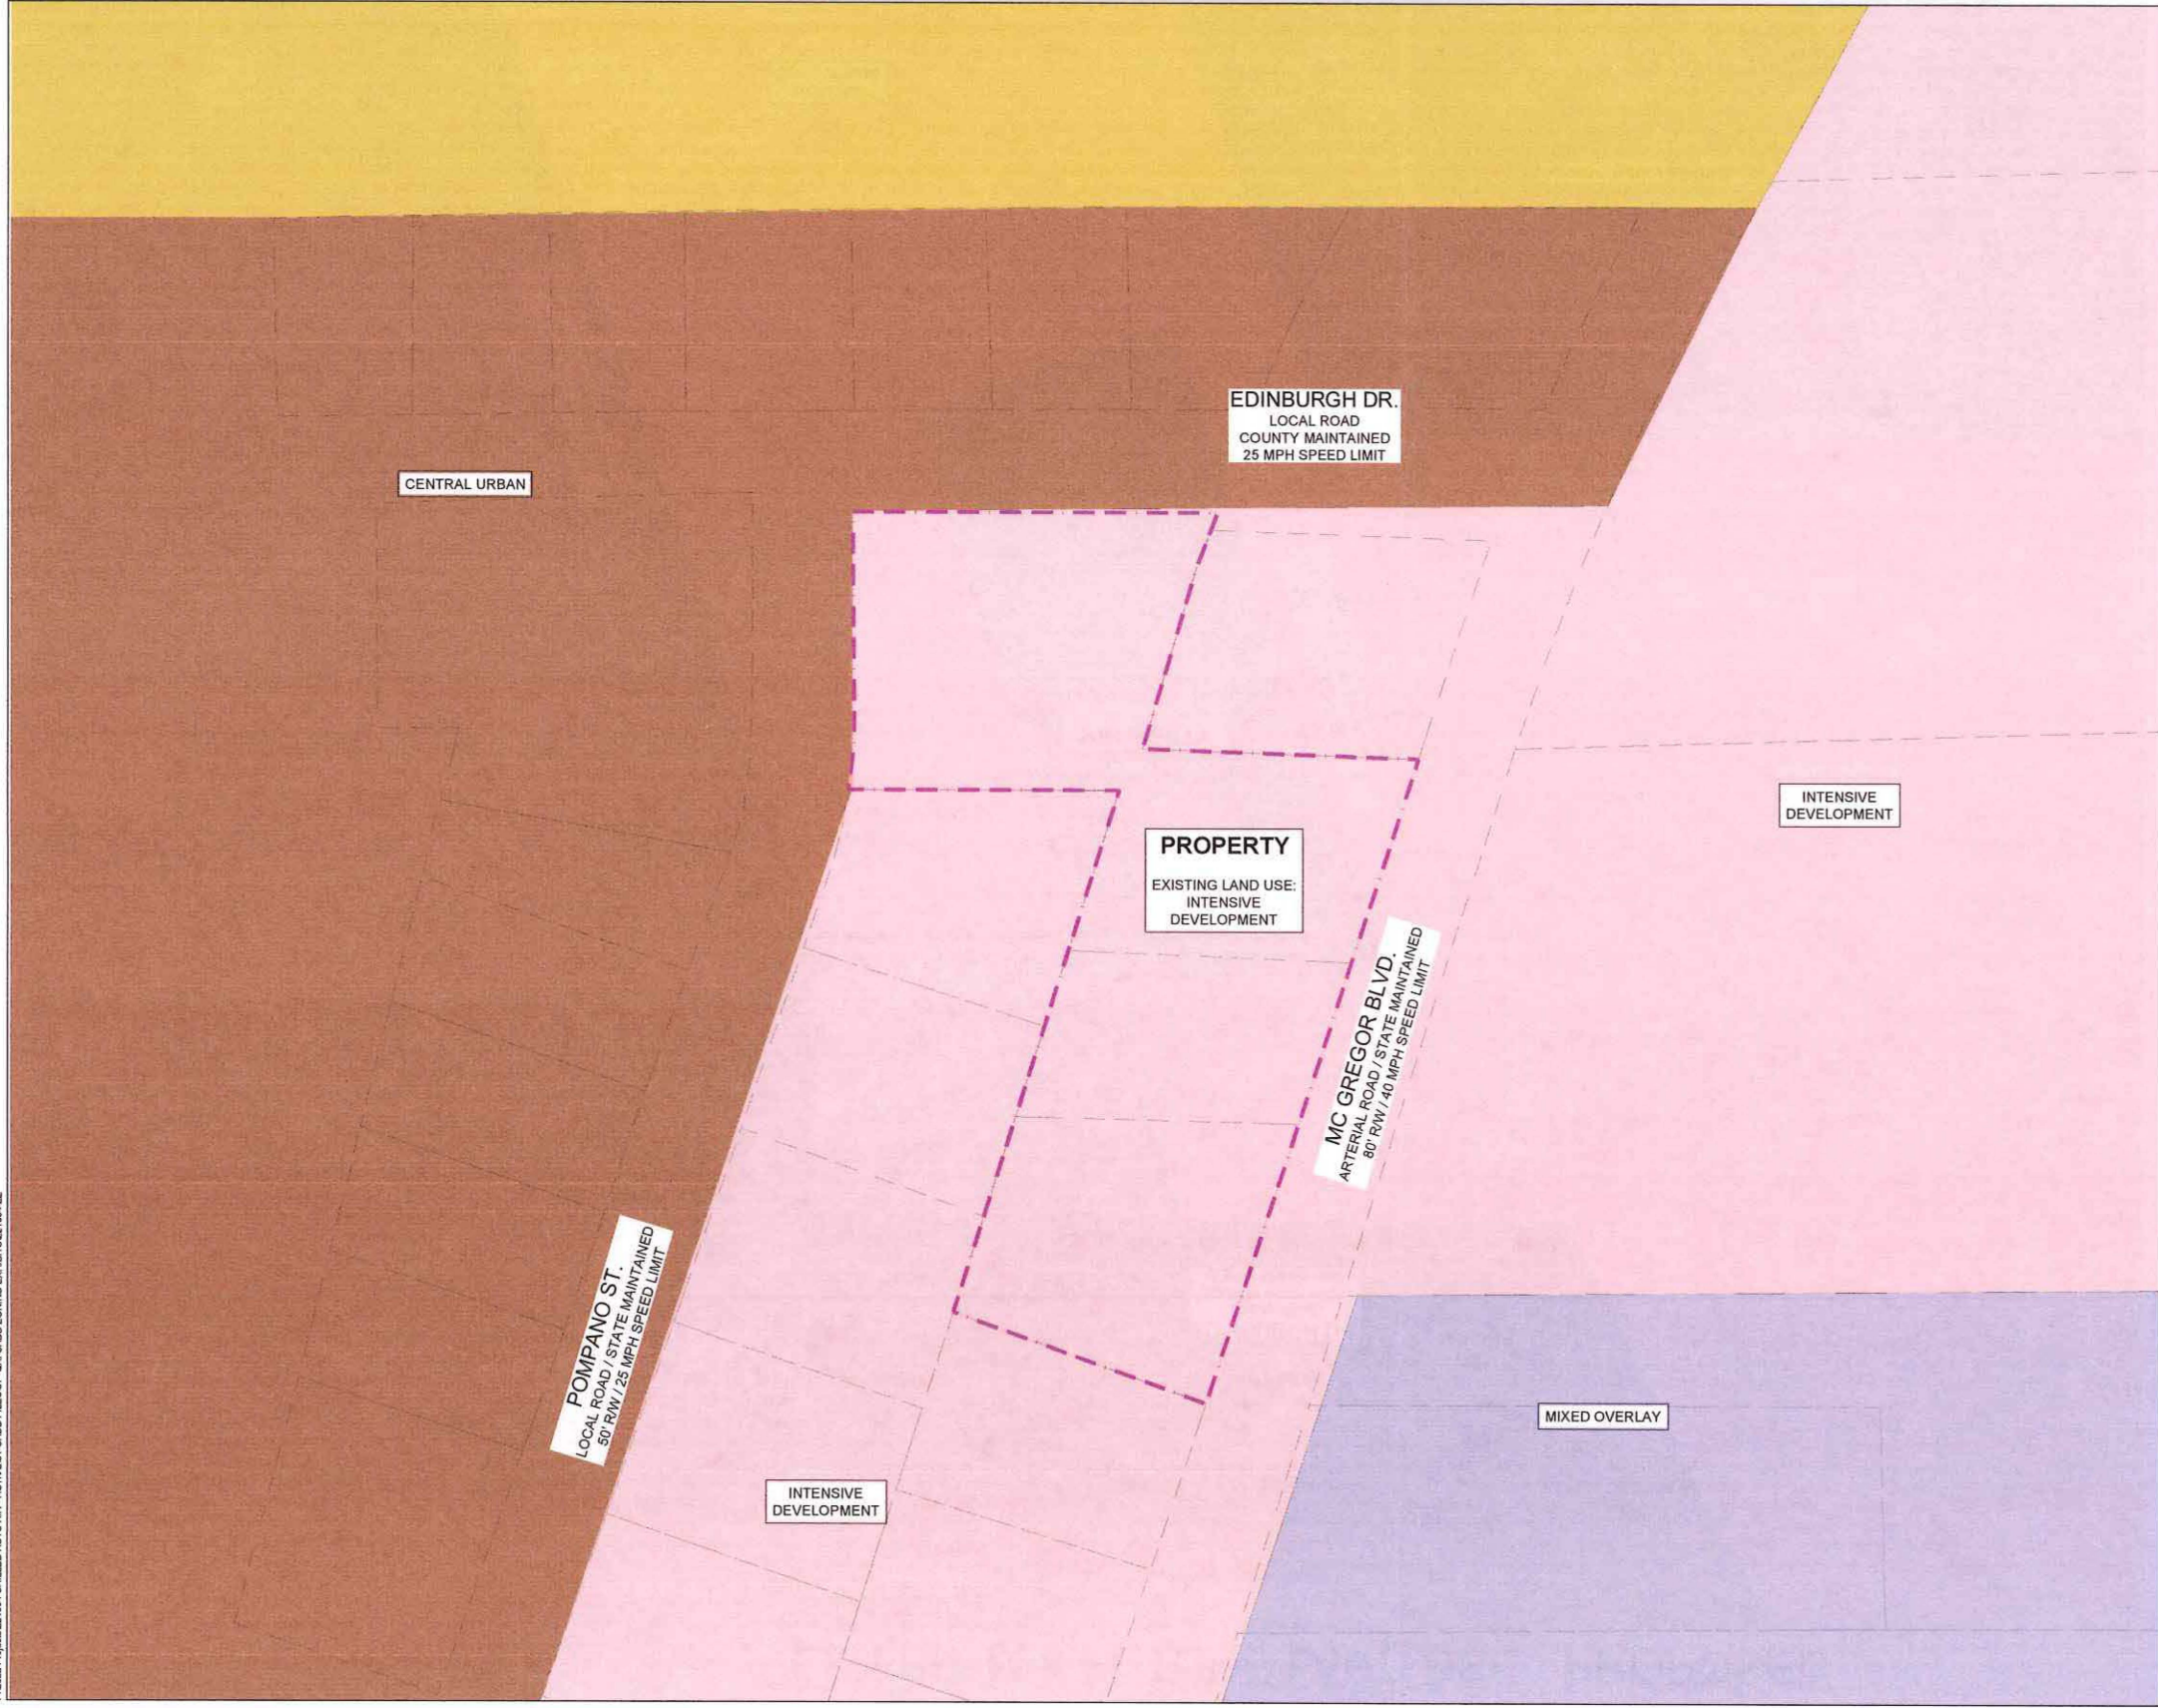 EDINBURGH DR.
LOCAL ROAD
COUNTY MAINTAINED
25 MPH SPEED LIMIT
CENTRAL URBAN
INTENSIVE
DEVELOPMENT
PROPERTY
EXISTING LAND USE:
INTENSIVE
DEVELOPMENT
MC GREGOR BLVD.
ARTERIAL ROAD / STATE MAINTAINED
80' R/W / 40 MPH SPEED LIMIT
POMPANO ST.
LOCAL ROAD / STATE MAINTAINED
50' R/W / 25 MPH SPEED LIMIT
MIXED OVERLAY
INTENSIVE
DEVELOPMENT